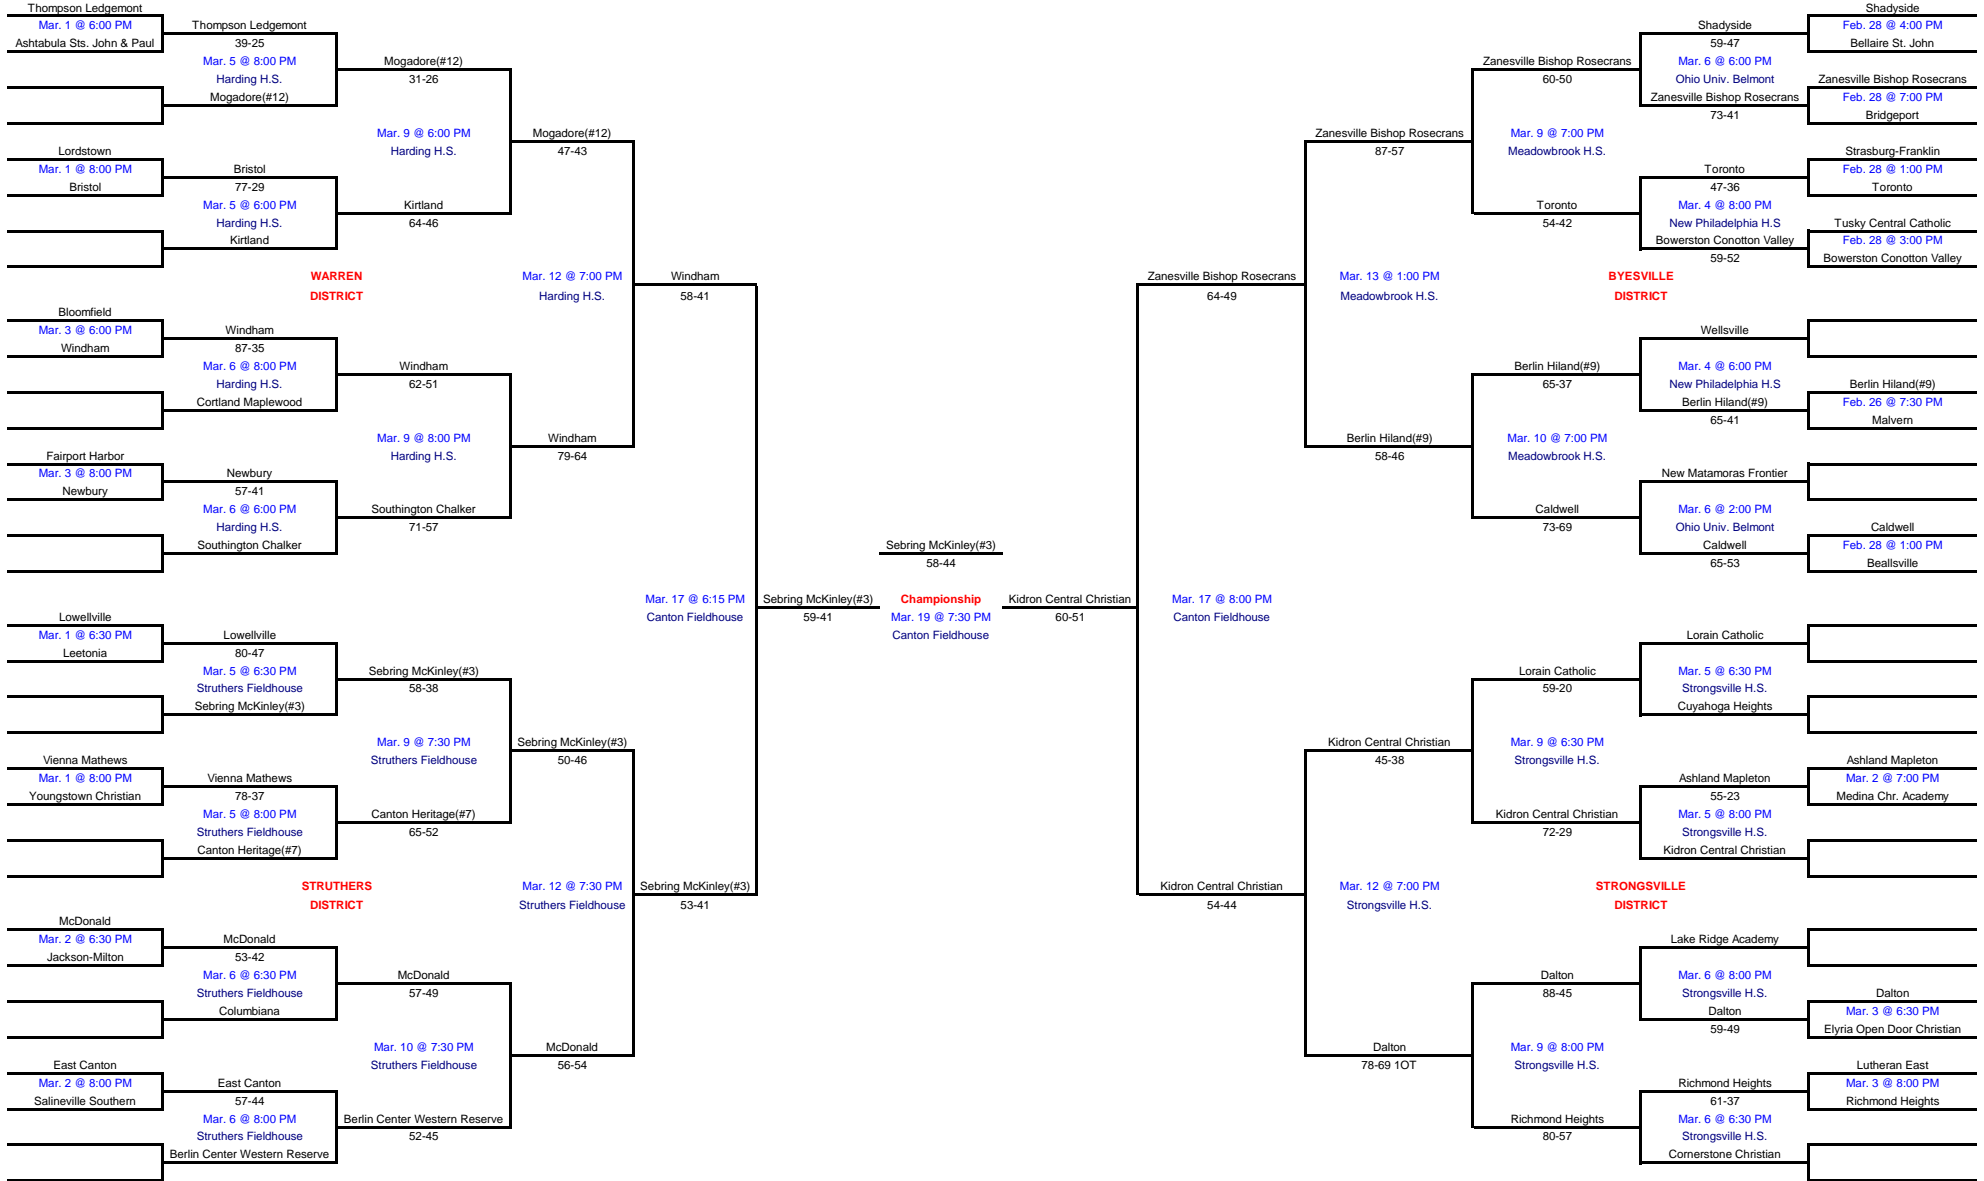 Thompson Ledgemont
Mar. 1 @ 6:00 PM
Ashtabula Sts. John & Paul
Lordstown
Mar. 1 @ 8:00 PM
Bristol
Bloomfield
Mar. 3 @ 6:00 PM
Windham
Fairport Harbor
Mar. 3 @ 8:00 PM
Newbury
Lowellville
Mar. 1 @ 6:30 PM
Leetonia
Vienna Mathews
Mar. 1 @ 8:00 PM
Youngstown Christian
McDonald
Mar. 2 @ 6:30 PM
Jackson-Milton
East Canton
Mar. 2 @ 8:00 PM
Salineville Southern
Thompson Ledgemont
39-25
Mar. 5 @ 8:00 PM
Harding H.S.
Mogadore(#12)
Bristol
77-29
Mar. 5 @ 6:00 PM
Harding H.S.
Kirtland
WARREN
DISTRICT
Windham
87-35
Mar. 6 @ 8:00 PM
Harding H.S.
Cortland Maplewood
Newbury
57-41
Mar. 6 @ 6:00 PM
Harding H.S.
Southington Chalker
Lowellville
80-47
Mar. 5 @ 6:30 PM
Struthers Fieldhouse
Sebring McKinley(#3)
Vienna Mathews
78-37
Mar. 5 @ 8:00 PM
Struthers Fieldhouse
Canton Heritage(#7)
STRUTHERS
DISTRICT
McDonald
53-42
Mar. 6 @ 6:30 PM
Struthers Fieldhouse
Columbiana
East Canton
57-44
Mar. 6 @ 8:00 PM
Struthers Fieldhouse
Berlin Center Western Reserve
Mogadore(#12)
31-26
Mar. 9 @ 6:00 PM
Harding H.S.
Kirtland
64-46
Windham
62-51
Mar. 9 @ 8:00 PM
Harding H.S.
Southington Chalker
71-57
Sebring McKinley(#3)
58-38
Mar. 9 @ 7:30 PM
Struthers Fieldhouse
Canton Heritage(#7)
65-52
McDonald
57-49
Mar. 10 @ 7:30 PM
Struthers Fieldhouse
Berlin Center Western Reserve
52-45
Mogadore(#12)
47-43
Mar. 12 @ 7:00 PM
Harding H.S.
Windham
79-64
Sebring McKinley(#3)
50-46
Mar. 12 @ 7:30 PM
Struthers Fieldhouse
McDonald
56-54
Windham
58-41
Mar. 17 @ 6:15 PM
Canton Fieldhouse
Sebring McKinley(#3)
53-41
Sebring McKinley(#3)
59-41
Sebring McKinley(#3)
58-44
Championship
Mar. 19 @ 7:30 PM
Canton Fieldhouse
Kidron Central Christian
60-51
Zanesville Bishop Rosecrans
64-49
Mar. 17 @ 8:00 PM
Canton Fieldhouse
Kidron Central Christian
54-44
Zanesville Bishop Rosecrans
87-57
Mar. 13 @ 1:00 PM
Meadowbrook H.S.
Berlin Hiland(#9)
58-46
Kidron Central Christian
45-38
Mar. 12 @ 7:00 PM
Strongsville H.S.
Dalton
78-69 1OT
Zanesville Bishop Rosecrans
60-50
Mar. 9 @ 7:00 PM
Meadowbrook H.S.
Toronto
54-42
Berlin Hiland(#9)
65-37
Mar. 10 @ 7:00 PM
Meadowbrook H.S.
Caldwell
73-69
Lorain Catholic
59-20
Mar. 9 @ 6:30 PM
Strongsville H.S.
Kidron Central Christian
72-29
Dalton
88-45
Mar. 9 @ 8:00 PM
Strongsville H.S.
Richmond Heights
80-57
Shadyside
59-47
Mar. 6 @ 6:00 PM
Ohio Univ. Belmont
Zanesville Bishop Rosecrans
73-41
Toronto
47-36
Mar. 4 @ 8:00 PM
New Philadelphia H.S
Bowerston Conotton Valley
59-52
BYESVILLE
DISTRICT
Wellsville
Mar. 4 @ 6:00 PM
New Philadelphia H.S
Berlin Hiland(#9)
65-41
New Matamoras Frontier
Mar. 6 @ 2:00 PM
Ohio Univ. Belmont
Caldwell
65-53
Lorain Catholic
Mar. 5 @ 6:30 PM
Strongsville H.S.
Cuyahoga Heights
Ashland Mapleton
55-23
Mar. 5 @ 8:00 PM
Strongsville H.S.
Kidron Central Christian
STRONGSVILLE
DISTRICT
Lake Ridge Academy
Mar. 6 @ 8:00 PM
Strongsville H.S.
Dalton
59-49
Richmond Heights
61-37
Mar. 6 @ 6:30 PM
Strongsville H.S.
Cornerstone Christian
Shadyside
Feb. 28 @ 4:00 PM
Bellaire St. John
Zanesville Bishop Rosecrans
Feb. 28 @ 7:00 PM
Bridgeport
Strasburg-Franklin
Feb. 28 @ 1:00 PM
Toronto
Tusky Central Catholic
Feb. 28 @ 3:00 PM
Bowerston Conotton Valley
Berlin Hiland(#9)
Feb. 26 @ 7:30 PM
Malvern
Caldwell
Feb. 28 @ 1:00 PM
Beallsville
Ashland Mapleton
Mar. 2 @ 7:00 PM
Medina Chr. Academy
Dalton
Mar. 3 @ 6:30 PM
Elyria Open Door Christian
Lutheran East
Mar. 3 @ 8:00 PM
Richmond Heights